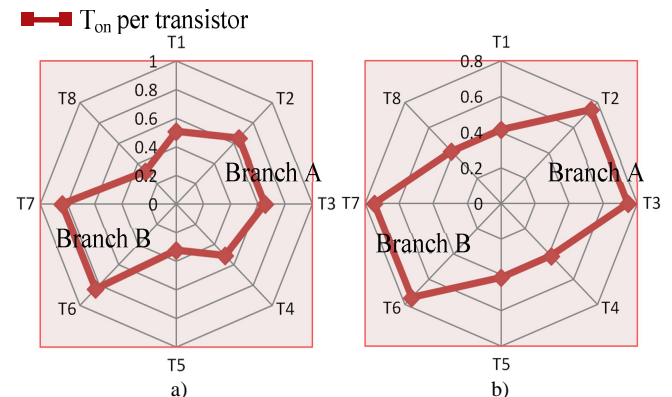 T_on per transistor
T1
1
T8
0.8
T2
0.6
0.4
Branch A
0.2
T7
0
T3
Branch B
T6
T4
T5
a)
T1
0.8
T8
T2
0.6
0.4
Branch A
0.2
T7
0
T3
Branch B
T6
T4
T5
b)